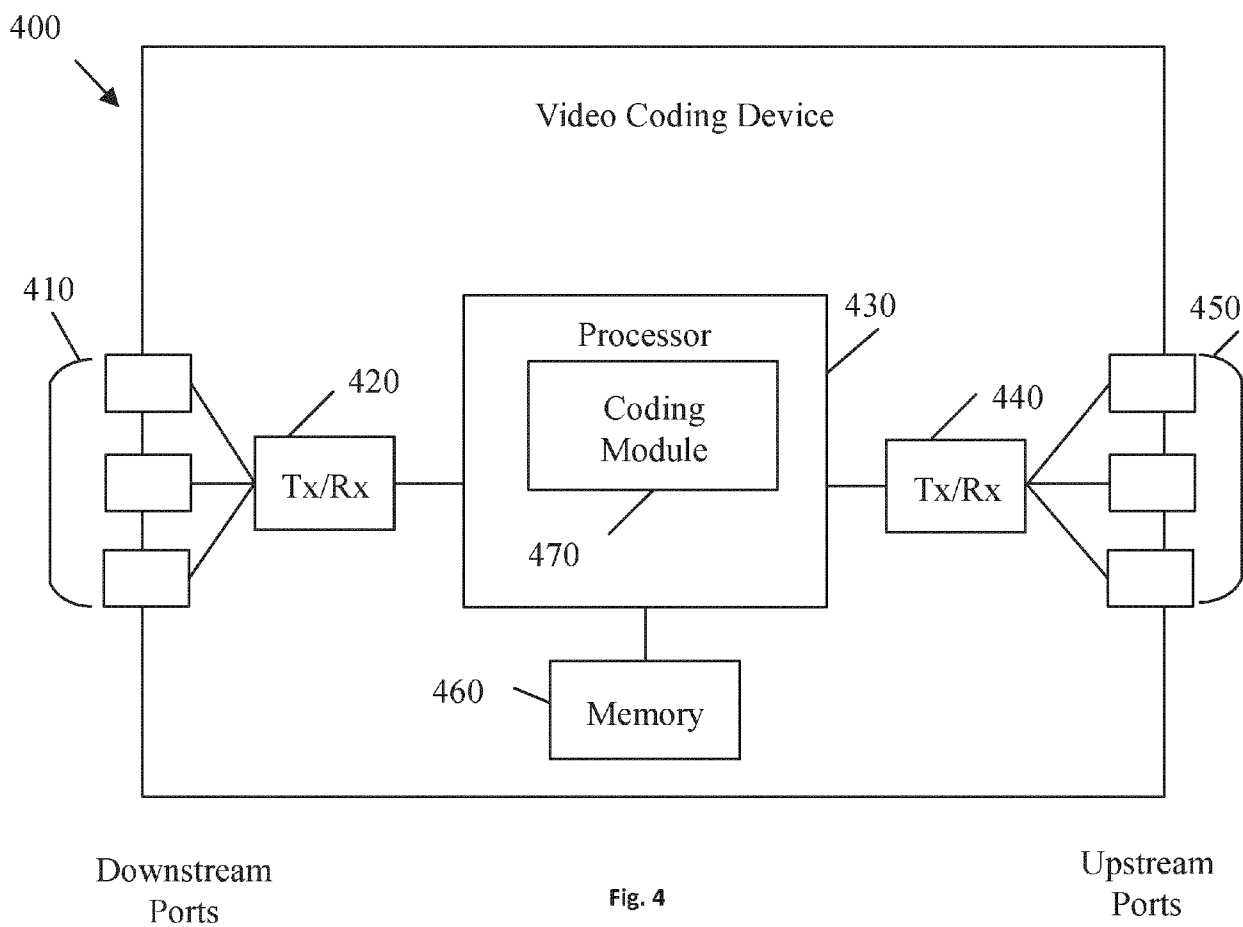 400
Video Coding Device
410
420
Tx/Rx
Processor
Coding
Module
470
430
440
Tx/Rx
450
460
Memory
Downstream
Ports
Fig. 4
Upstream
Ports